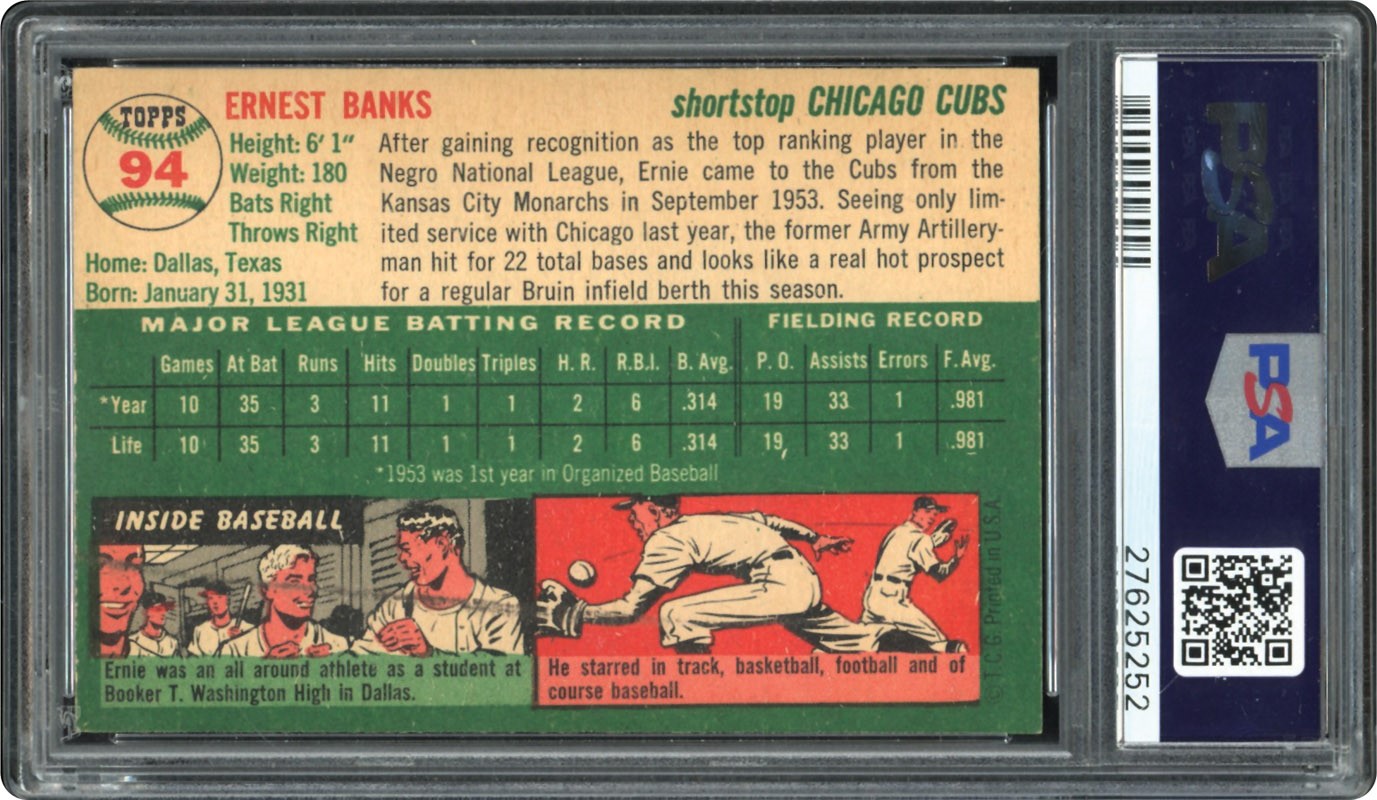 TOPPS
94
ERNEST BANKS
shortstop CHICAGO CUBS
Height: 6' 1"
Weight: 180
Bats Right
Throws Right
Home: Dallas, Texas
Born: January 31, 1931
After gaining recognition as the top ranking player in the
Negro National League, Ernie came to the Cubs from the
Kansas City Monarchs in September 1953. Seeing only lim-
ited service with Chicago last year, the former Army Artillery-
man hit for 22 total bases and looks like a real hot prospect
for a regular Bruin infield berth this season.
MAJOR LEAGUE BATTING RECORD FIELDING RECORD
Games At Bat Runs Hits Doubles Triples H. R. R.B.I. B. Avg. P. O. Assists Errors F. Avg.
*Year 10 35 3 11 1 1 2 6 .314 19 33 1 .981
Life 10 35 3 11 1 1 2 6 .314 19 33 1 .981
*1953 was 1st year in Organized Baseball
INSIDE BASEBALL
Ernie was an all around athlete as a student at
Booker T. Washington High in Dallas.
He starred in track, basketball, football and of
course baseball.
© T. C. G. Printed in U.S.A.
PSA
PSA
27625252